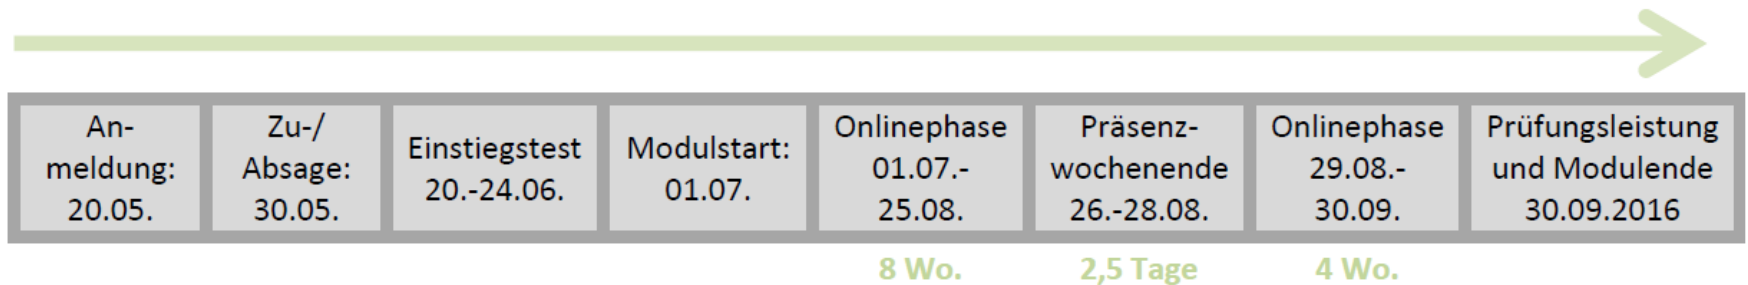 An-
meldung:
20.05.
Zu-/
Absage:
30.05.
Einstiegstest
20.-24.06.
Modulstart:
01.07.
Onlinephase
01.07.-
25.08.
Präsenz-
wochenende
26.-28.08.
Onlinephase
29.08.-
30.09.
Prüfungsleistung
und Modulende
30.09.2016
8 Wo.
2,5 Tage
4 Wo.